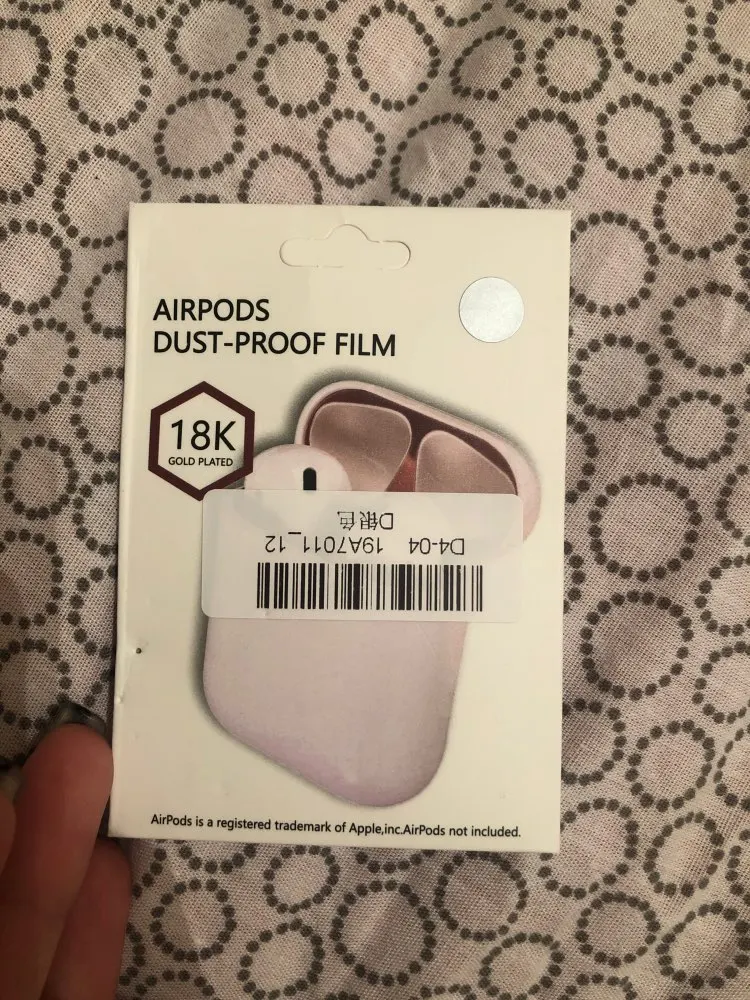 AIRPODS
DUST-PROOF FILM
18K
GOLD PLATED
D4-04 19A7011_12
D银色
AirPods is a registered trademark of Apple,inc.AirPods not included.